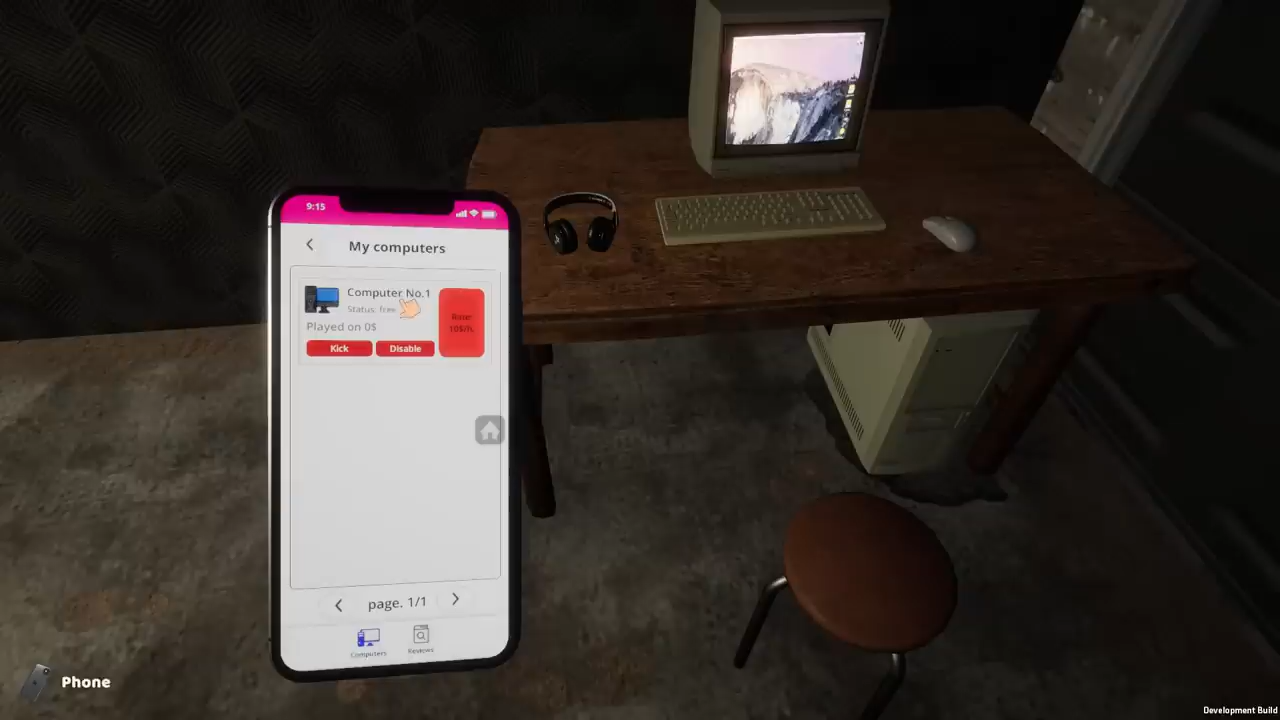 9:15
My computers
Computer No.1
Status: free
Played on 0$
Kick
Disable
10$/h.
page. 1/1
Computers
Reviews
Phone
Development Build